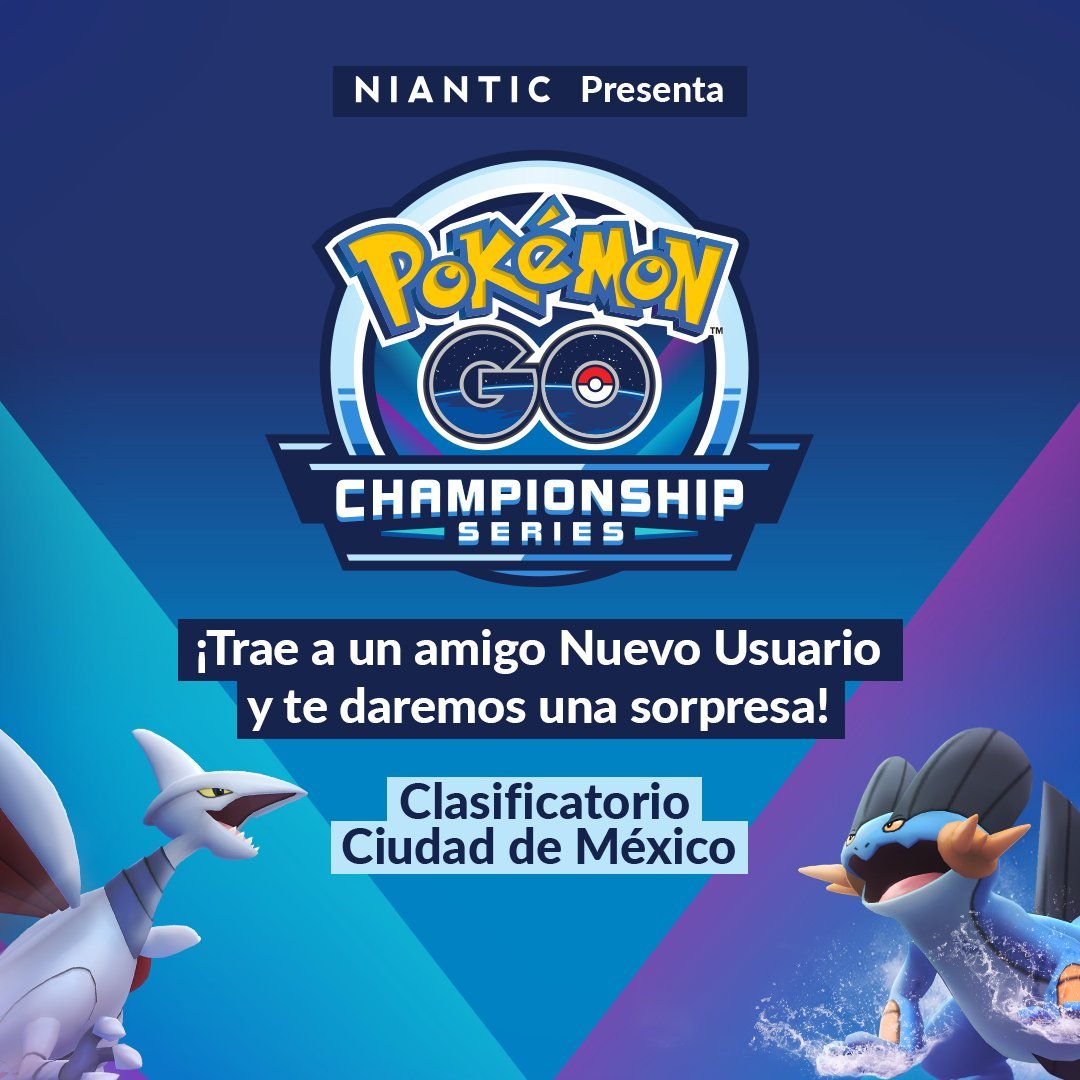 NIANTIC Presenta
POKÉMON
TM
GO
CHAMPIONSHIP
SERIES
¡Trae a un amigo Nuevo Usuario
y te daremos una sorpresa!
Clasificatorio
Ciudad de México